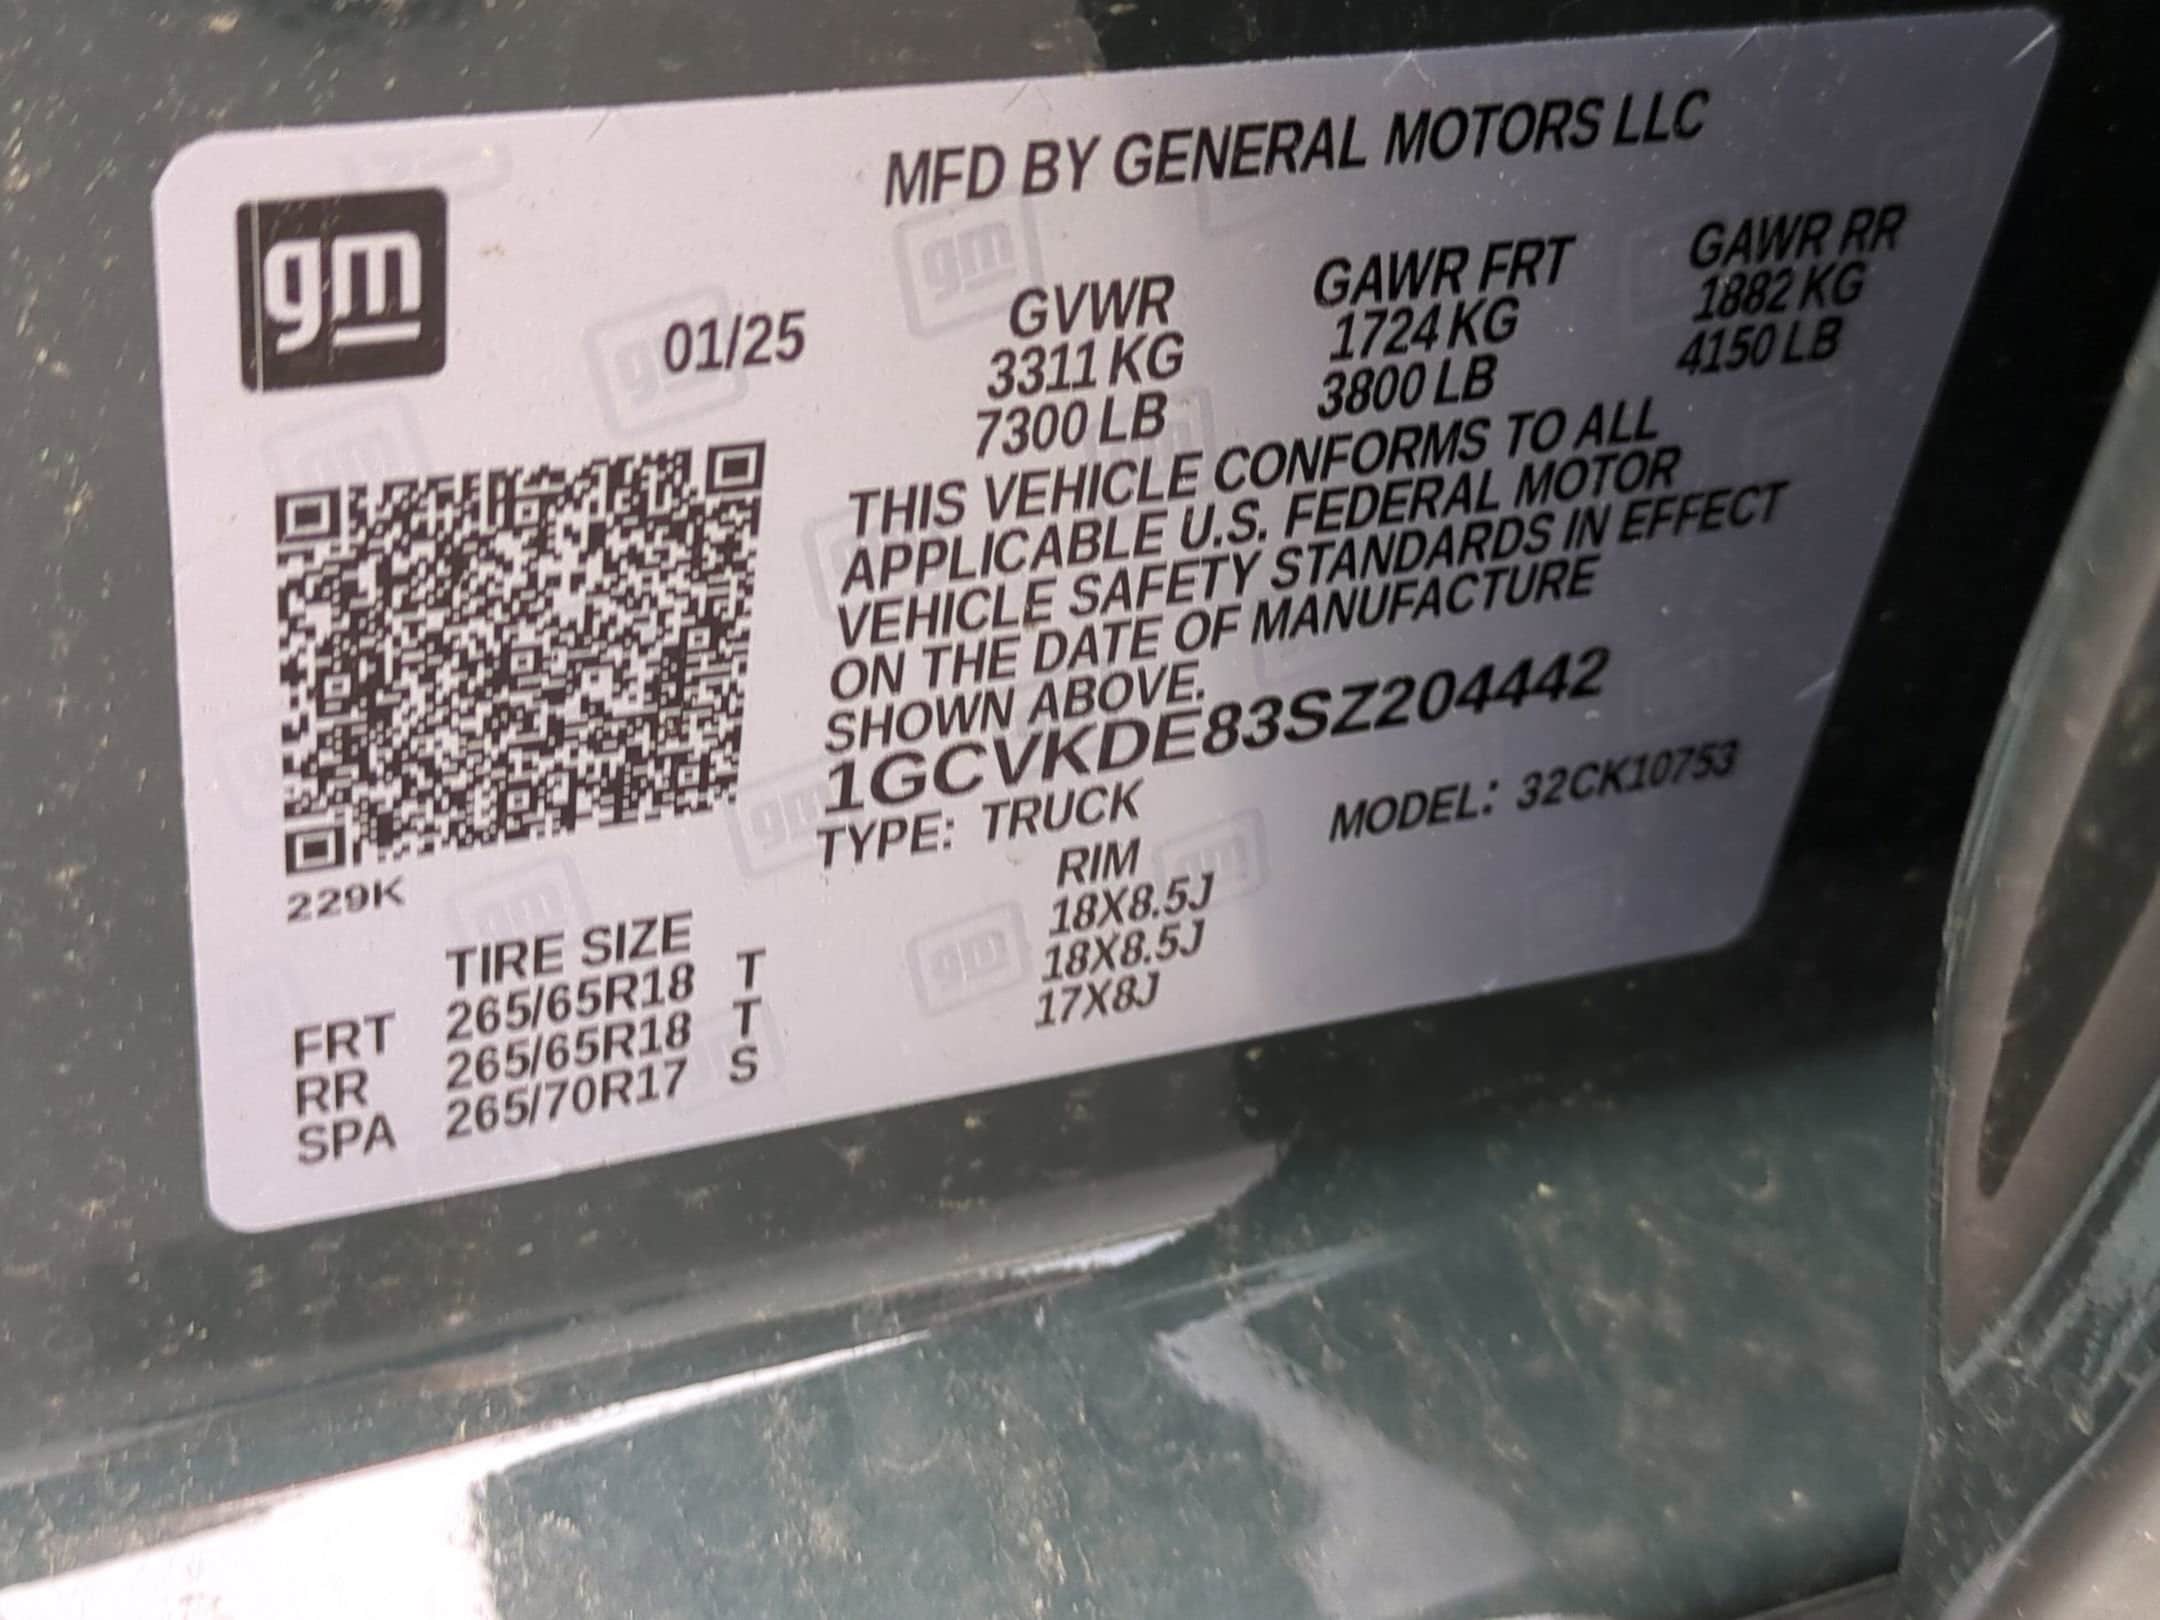 MFD BY GENERAL MOTORS LLC
gm
01/25
GVWR GAWR FRT GAWR RR
3311 KG 1724 KG 1882 KG
7300 LB 3800 LB 4150 LB
THIS VEHICLE CONFORMS TO ALL
APPLICABLE U.S. FEDERAL MOTOR
VEHICLE SAFETY STANDARDS IN EFFECT
ON THE DATE OF MANUFACTURE
SHOWN ABOVE.
1GCVKDE83SZ204442
TYPE: TRUCK MODEL: 32CK10753
229K
TIRE SIZE RIM
FRT 265/65R18 T 18X8.5J
RR 265/65R18 T 18X8.5J
SPA 265/70R17 S 17X8J